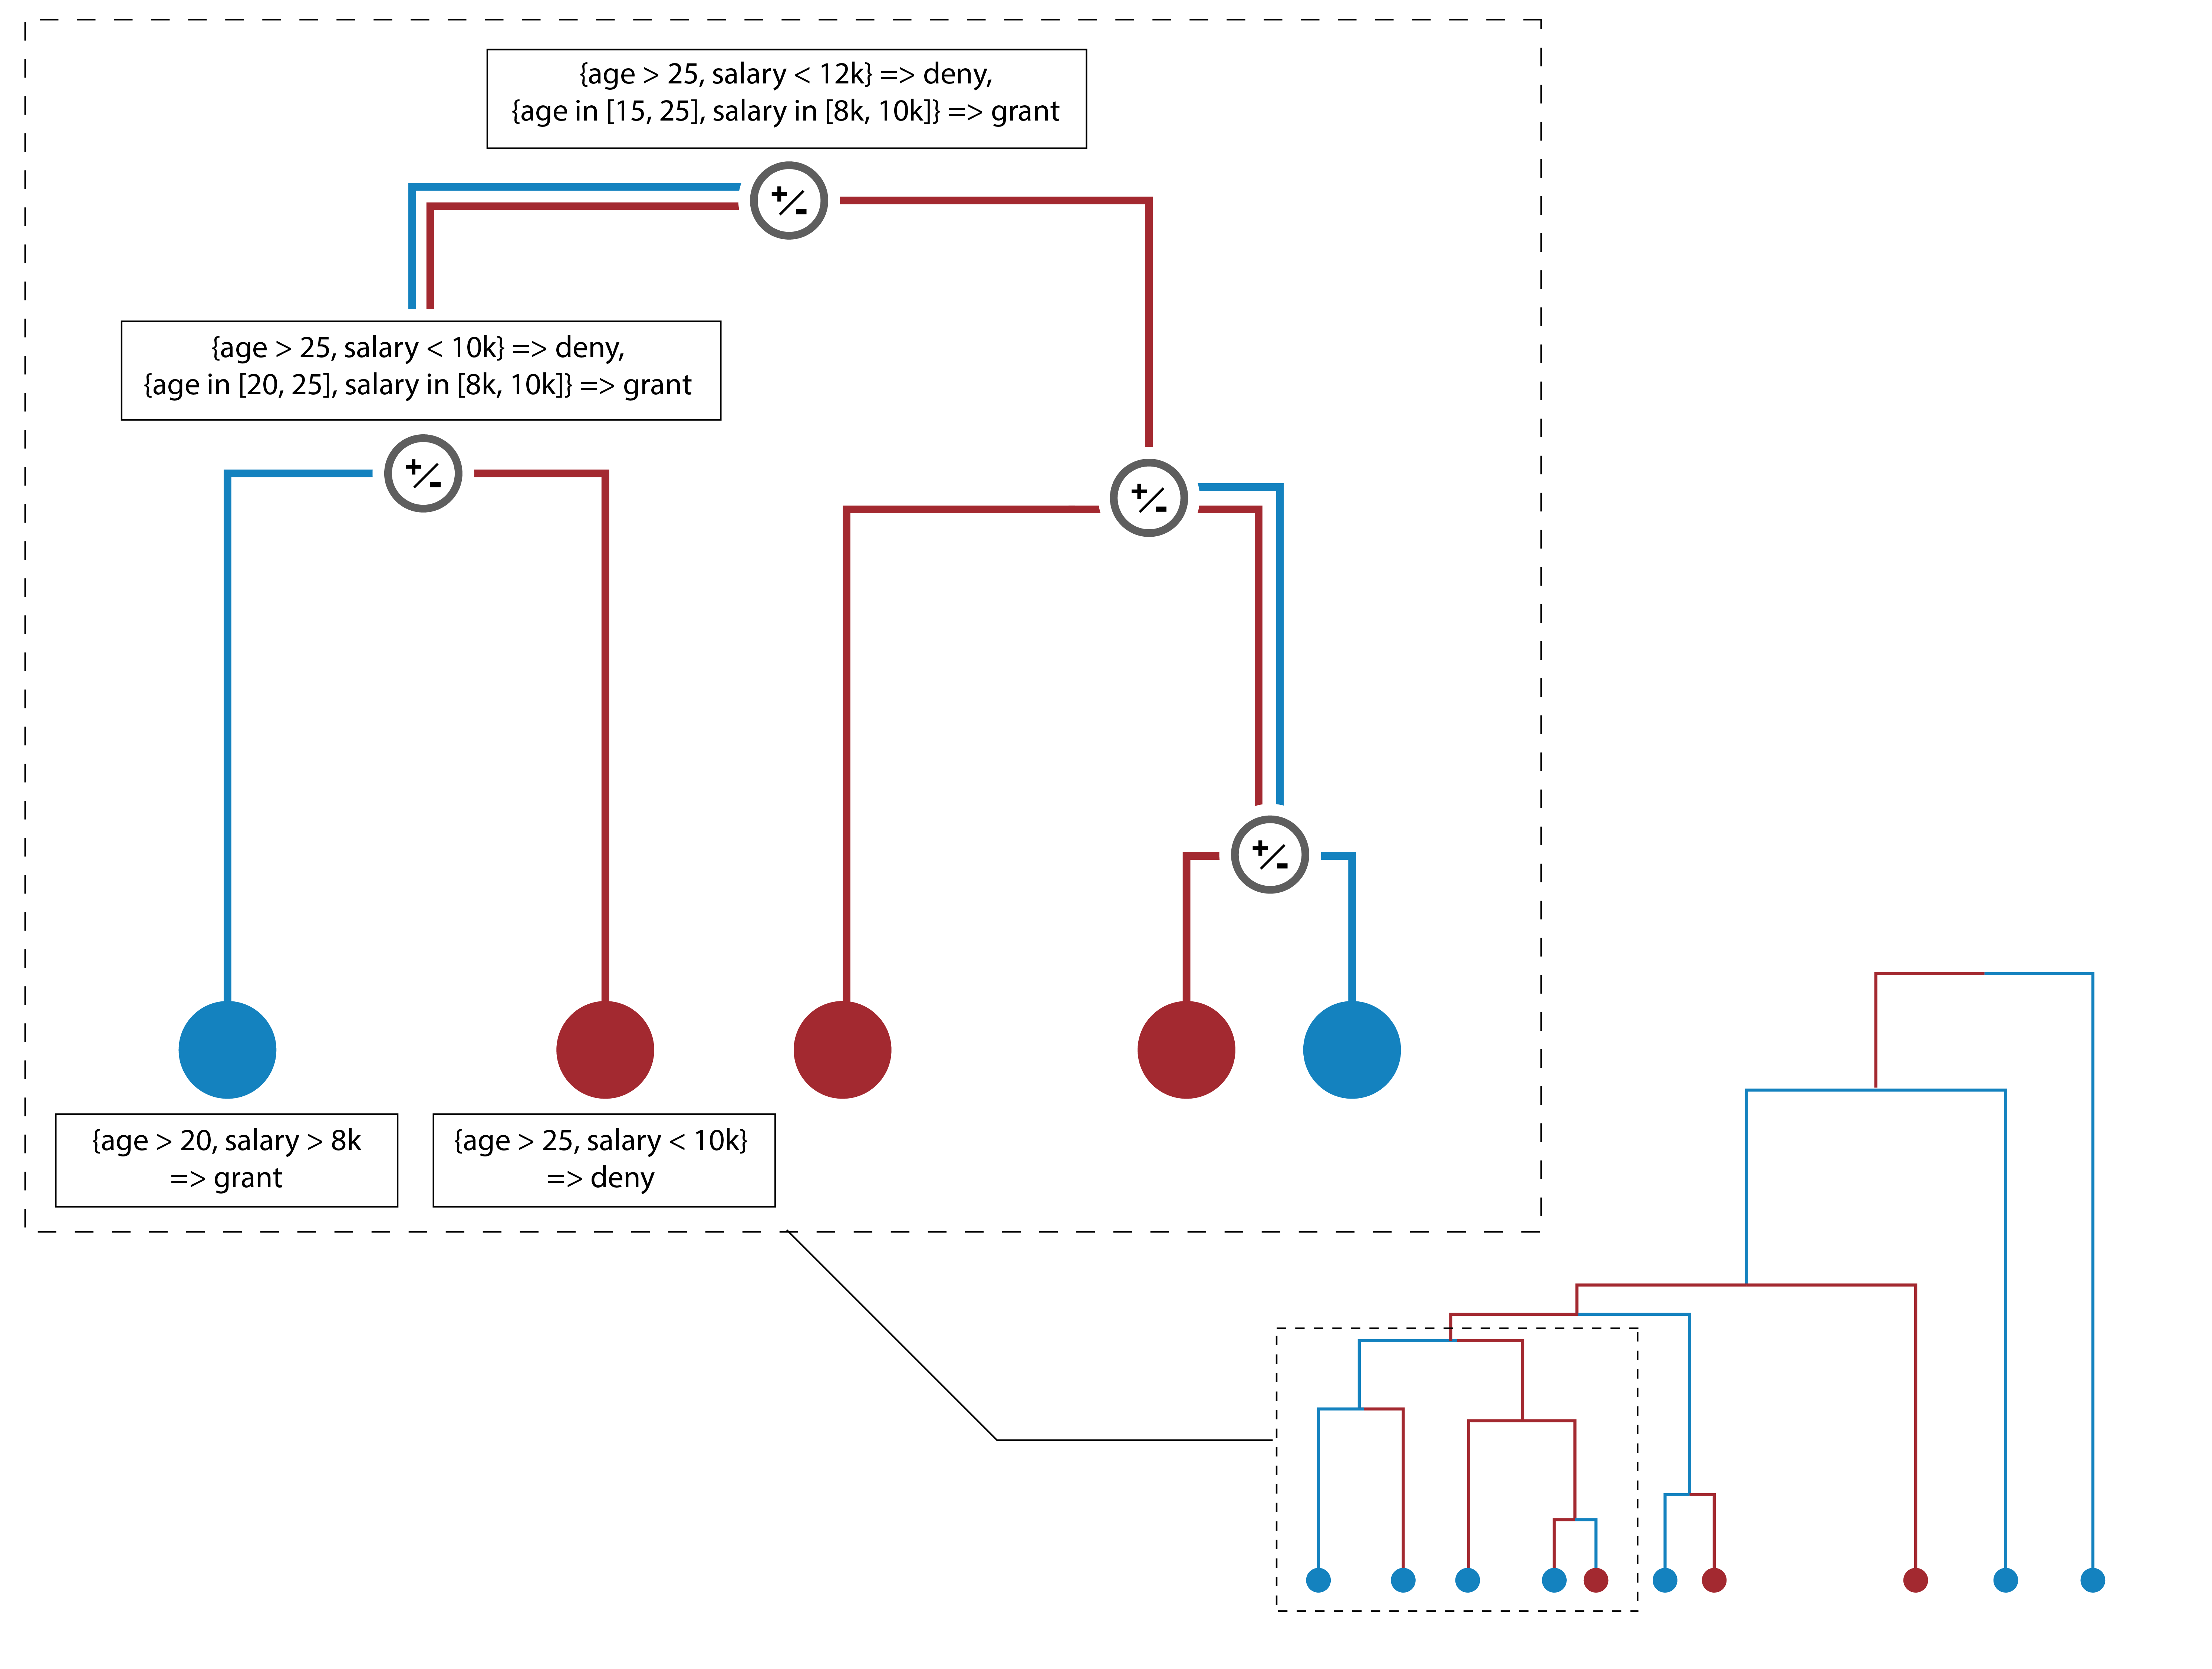 {age > 25, salary < 12k} => deny,
{age in [15, 25], salary in [8k, 10k]} => grant
+/-
{age > 25, salary < 10k} => deny,
{age in [20, 25], salary in [8k, 10k]} => grant
+/-
+/-
+/-
{age > 20, salary > 8k
=> grant
{age > 25, salary < 10k}
=> deny